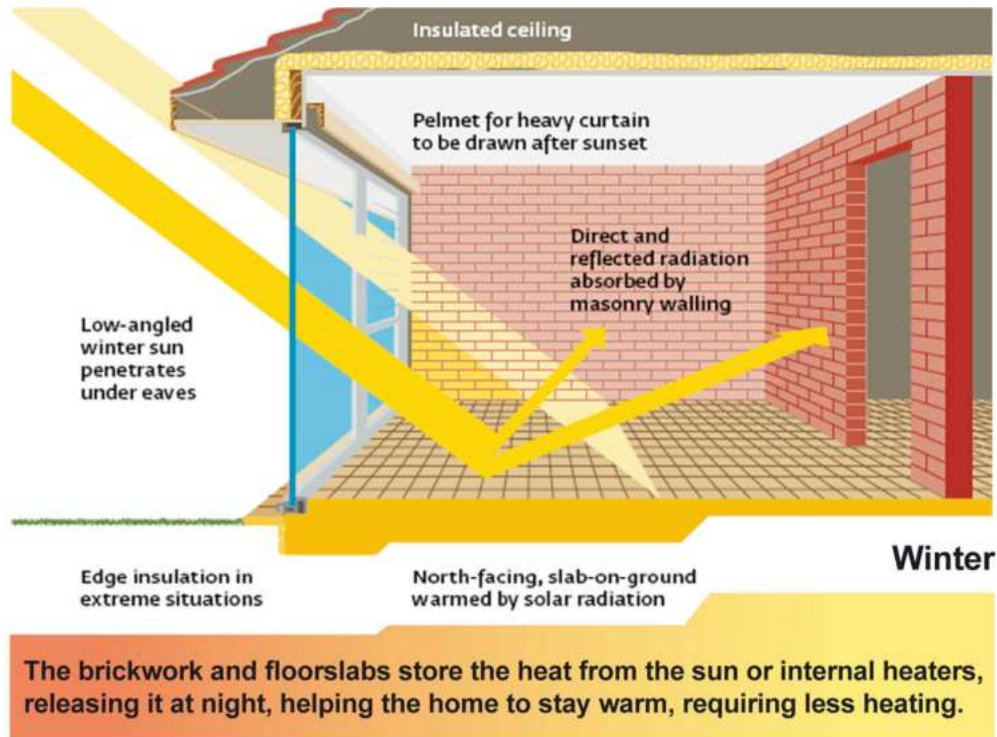 Insulated ceiling
Pelmet for heavy curtain
to be drawn after sunset
Direct and
reflected radiation
absorbed by
masonry walling
Low-angled
winter sun
penetrates
under eaves
Winter
Edge insulation in
extreme situations
North-facing, slab-on-ground
warmed by solar radiation
The brickwork and floorslabs store the heat from the sun or internal heaters,
releasing it at night, helping the home to stay warm, requiring less heating.